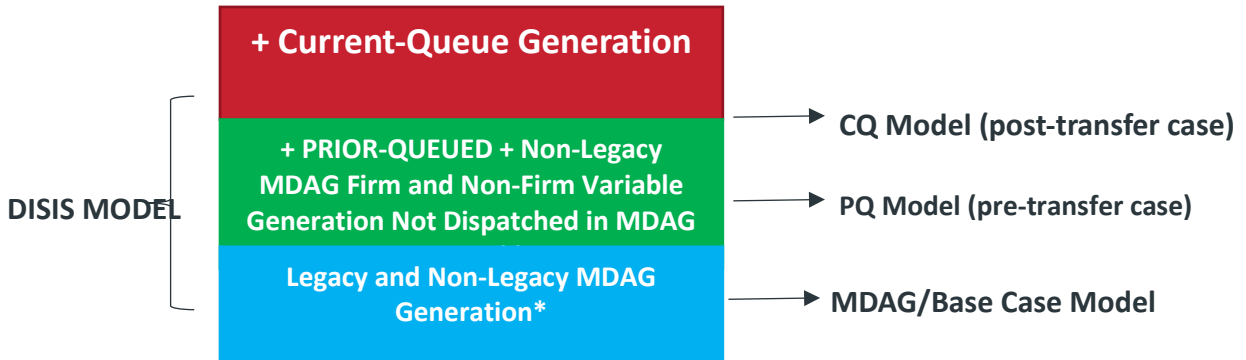 + Current-Queue Generation
CQ Model (post-transfer case)
+ PRIOR-QUEUED + Non-Legacy
MDAG Firm and Non-Firm Variable
Generation Not Dispatched in MDAG
DISIS MODEL
PQ Model (pre-transfer case)
Legacy and Non-Legacy MDAG
Generation*
MDAG/Base Case Model